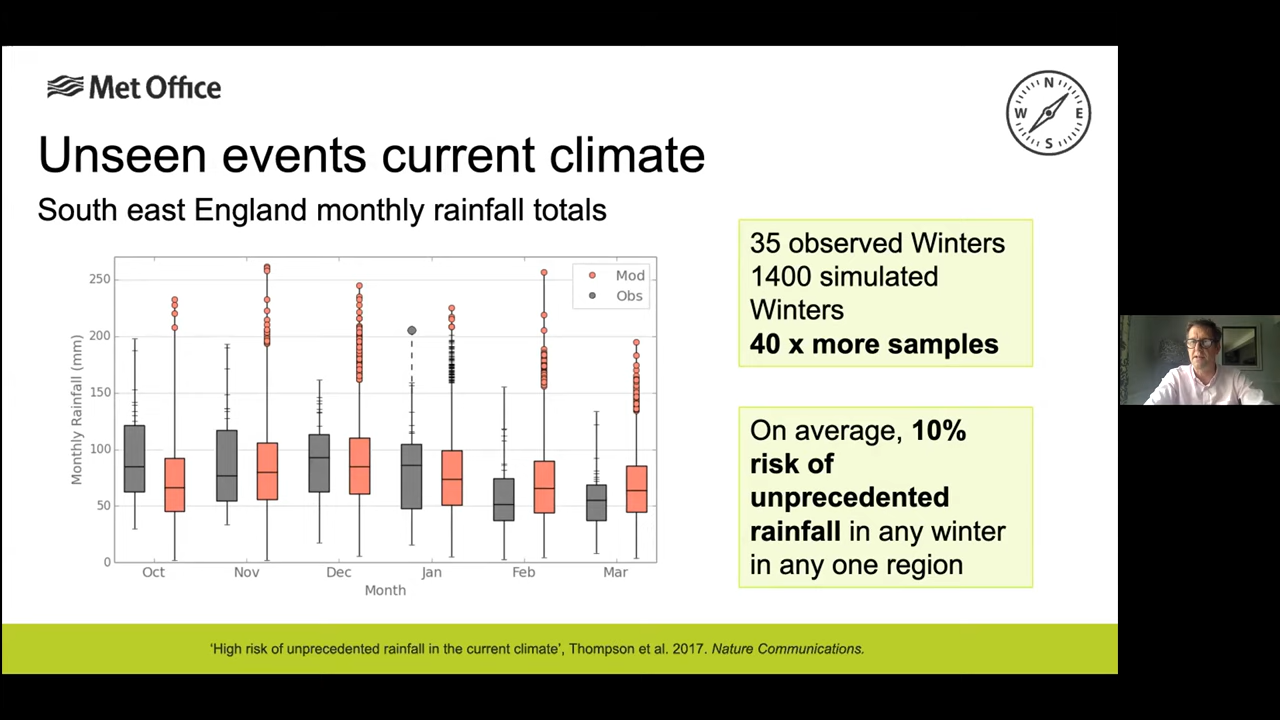 Met Office
N
W E
S
Unseen events current climate
South east England monthly rainfall totals
250
200
150
100
50
0
Monthly Rainfall (mm)
Mod
Obs
Oct Nov Dec Jan Feb Mar
Month
35 observed Winters
1400 simulated
Winters
40 x more samples
On average, 10%
risk of
unprecedented
rainfall in any winter
in any one region
‘High risk of unprecedented rainfall in the current climate’, Thompson et al. 2017. Nature Communications.